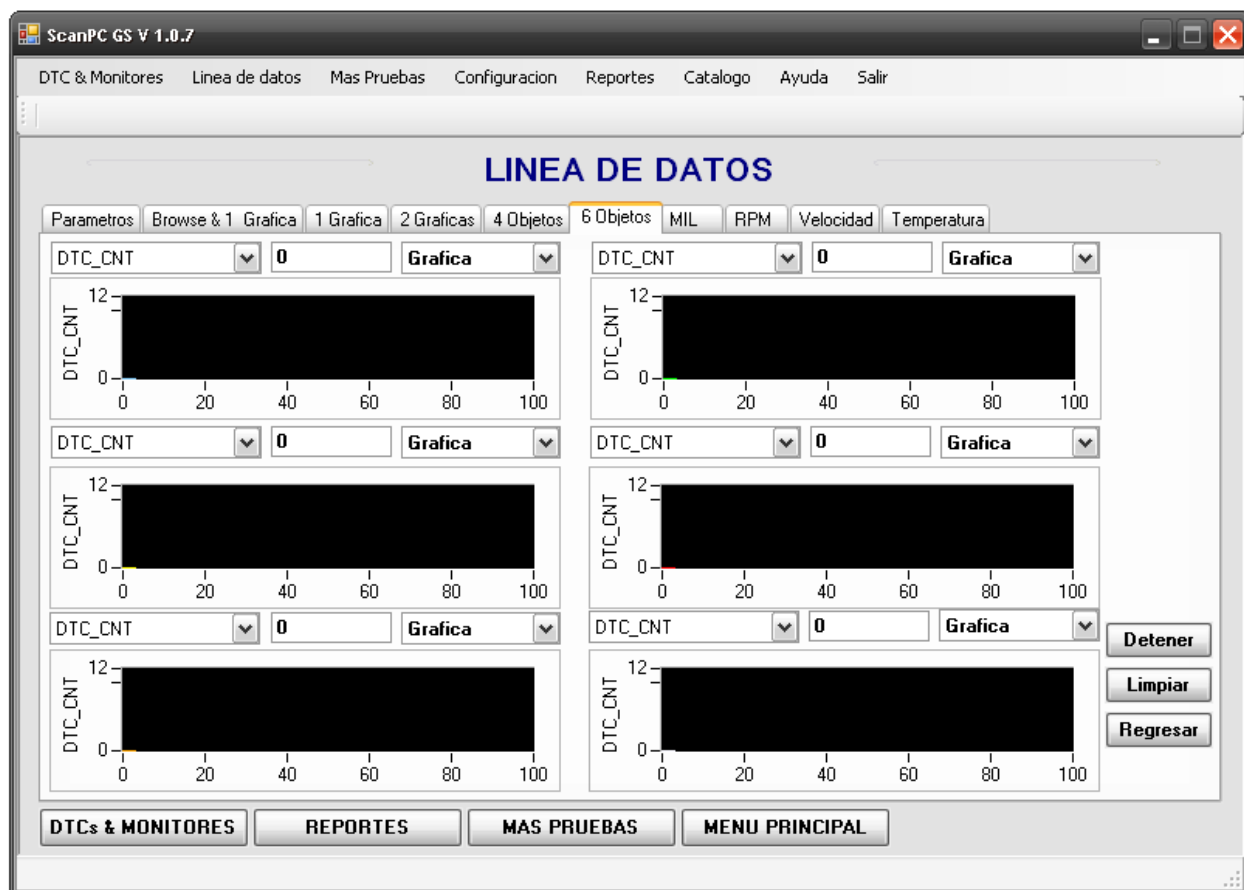 ScanPC GS V 1.0.7
DTC & Monitores Linea de datos Mas Pruebas Configuracion Reportes Catalogo Ayuda Salir
LINEA DE DATOS
Parametros Browse & 1 Grafica 1 Grafica 2 Graficas 4 Objetos 6 Objetos MIL RPM Velocidad Temperatura
DTC_CNT 0 Grafica DTC_CNT 0 Grafica
DTC_CNT 12 0 DTC_CNT 12 0
0 20 40 60 80 100 0 20 40 60 80 100
DTC_CNT 0 Grafica DTC_CNT 0 Grafica
DTC_CNT 12 0 DTC_CNT 12 0
0 20 40 60 80 100 0 20 40 60 80 100
DTC_CNT 0 Grafica DTC_CNT 0 Grafica
DTC_CNT 12 0 DTC_CNT 12 0
0 20 40 60 80 100 0 20 40 60 80 100
Detener
Limpiar
Regresar
DTCs & MONITORES REPORTES MAS PRUEBAS MENU PRINCIPAL